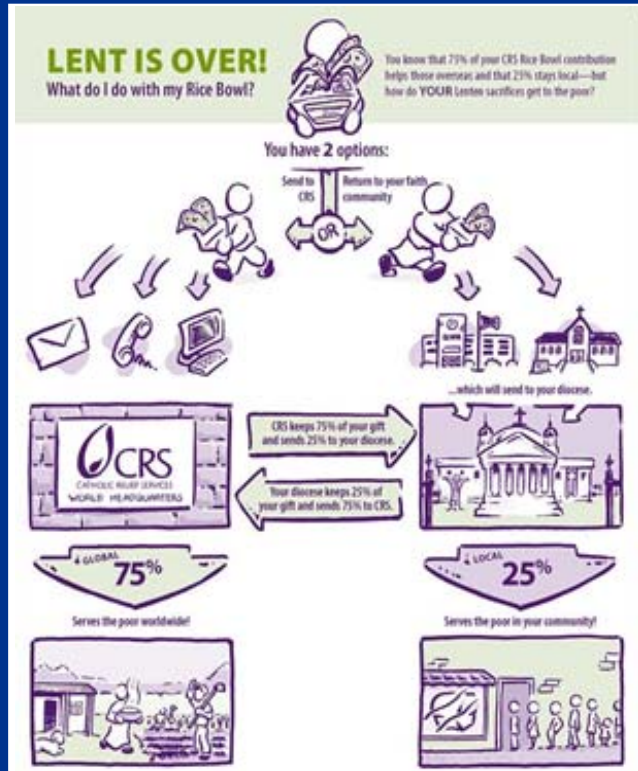 LENT IS OVER!
What do I do with my Rice Bowl?
You know that 75% of your CRS Rice Bowl contribution
helps those overseas and that 25% stays local—but
how do YOUR Lenten sacrifices get to the poor?
You have 2 options:
Send to
CRS
Return to your faith
community
OR
...which will send to your diocese.
CRS keeps 75% of your gift
and sends 25% to your diocese.
Your diocese keeps 25% of
your gift and sends 75% to CRS.
CRS
CATHOLIC RELIEF SERVICES
WORLD HEADQUARTERS
GLOBAL
75%
LOCAL
25%
Serves the poor worldwide!
Serves the poor in your community!